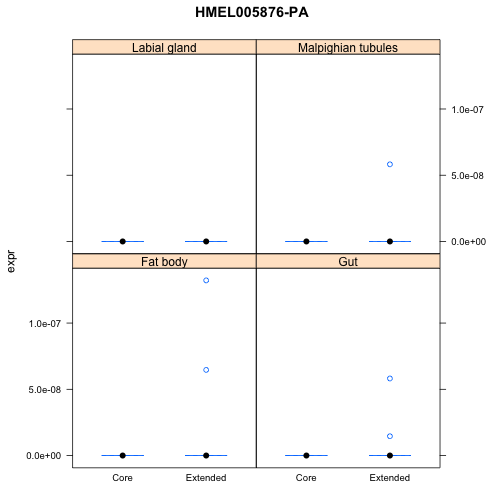 HMEL005876-PA
Labial gland
Malpighian tubules
1.0e-07
5.0e-08
0.0e+00
expr
Fat body
Gut
1.0e-07
5.0e-08
0.0e+00
Core
Extended
Core
Extended